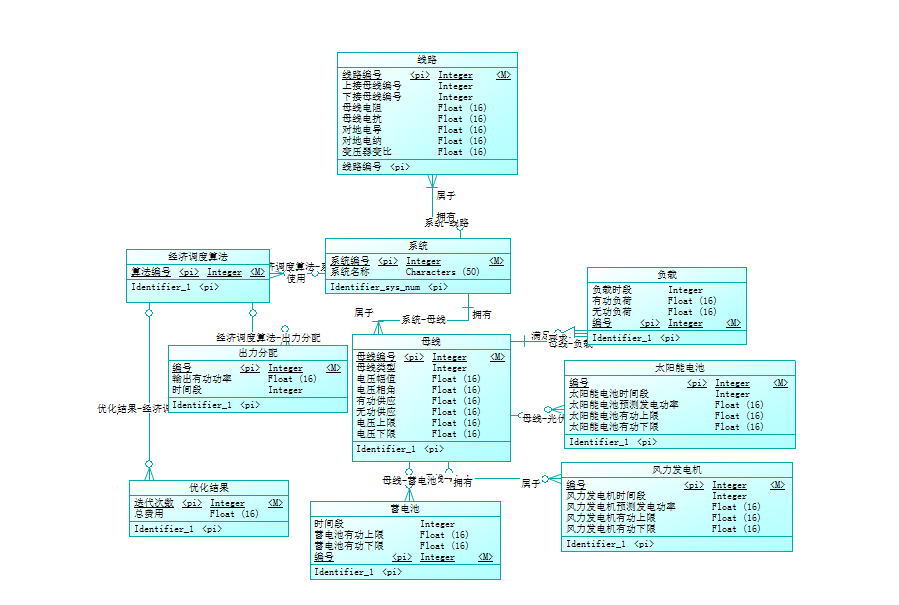 线路
线路编号 <pi> Integer <M>
上接母线编号 Integer
下接母线编号 Integer
母线电阻 Float (16)
母线电抗 Float (16)
对地电导 Float (16)
对地电纳 Float (16)
变压器变比 Float (16)
线路编号 <pi>
属于
拥有
系统-线路
系统
系统编号 <pi> Integer <M>
系统名称 Characters (50)
Identifier_sys_num <pi>
经济调度算法
算法编号 <pi> Integer <M>
Identifier_1 <pi>
使用
负载
负载时段 Integer
有功负荷 Float (16)
无功负荷 Float (16)
编号 <pi> Integer <M>
Identifier_1 <pi>
属于
系统-母线
拥有
经济调度算法-出力分配
出力分配
编号 <pi> Integer <M>
输出有功功率 Float (16)
时间段 Integer
Identifier_1 <pi>
母线
母线编号 <pi> Integer <M>
母线类型 Integer
电压幅值 Float (16)
电压相角 Float (16)
有功供应 Float (16)
无功供应 Float (16)
电压上限 Float (16)
电压下限 Float (16)
Identifier_1 <pi>
母线-负载
太阳能电池
编号 <pi> Integer <M>
太阳能电池时间段 Integer
太阳能电池预测发电功率 Float (16)
太阳能电池有功上限 Float (16)
太阳能电池有功下限 Float (16)
Identifier_1 <pi>
优化结果-经济
母线-光伏
风力发电机
编号 <pi> Integer <M>
风力发电机时间段 Integer
风力发电机预测发电功率 Float (16)
风力发电机有功上限 Float (16)
风力发电机有功下限 Float (16)
Identifier_1 <pi>
母线-蓄电池
拥有
属于
优化结果
迭代次数 <pi> Integer <M>
总费用 Float (16)
Identifier_1 <pi>
蓄电池
时间段 Integer
蓄电池有功上限 Float (16)
蓄电池有功下限 Float (16)
编号 <pi> Integer <M>
Identifier_1 <pi>